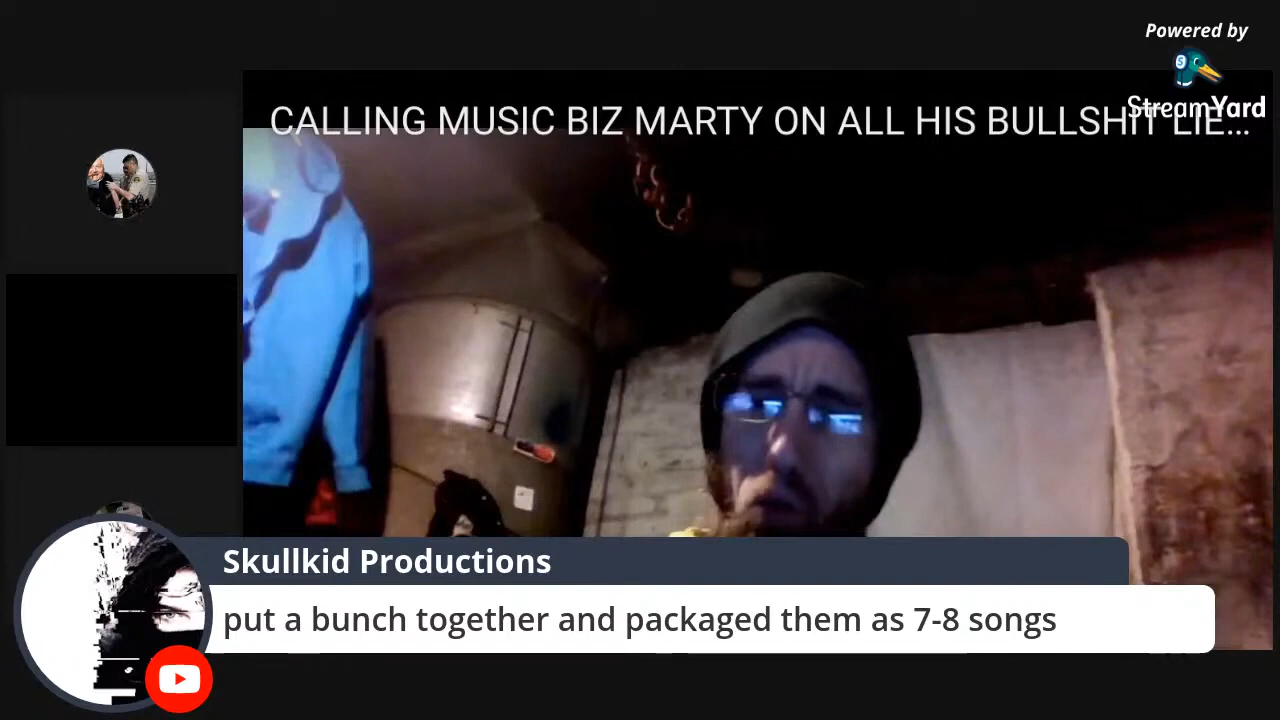 Powered by
StreamYard
CALLING MUSIC BIZ MARTY ON ALL HIS BULLSHIT LIE...
Skullkid Productions
put a bunch together and packaged them as 7-8 songs